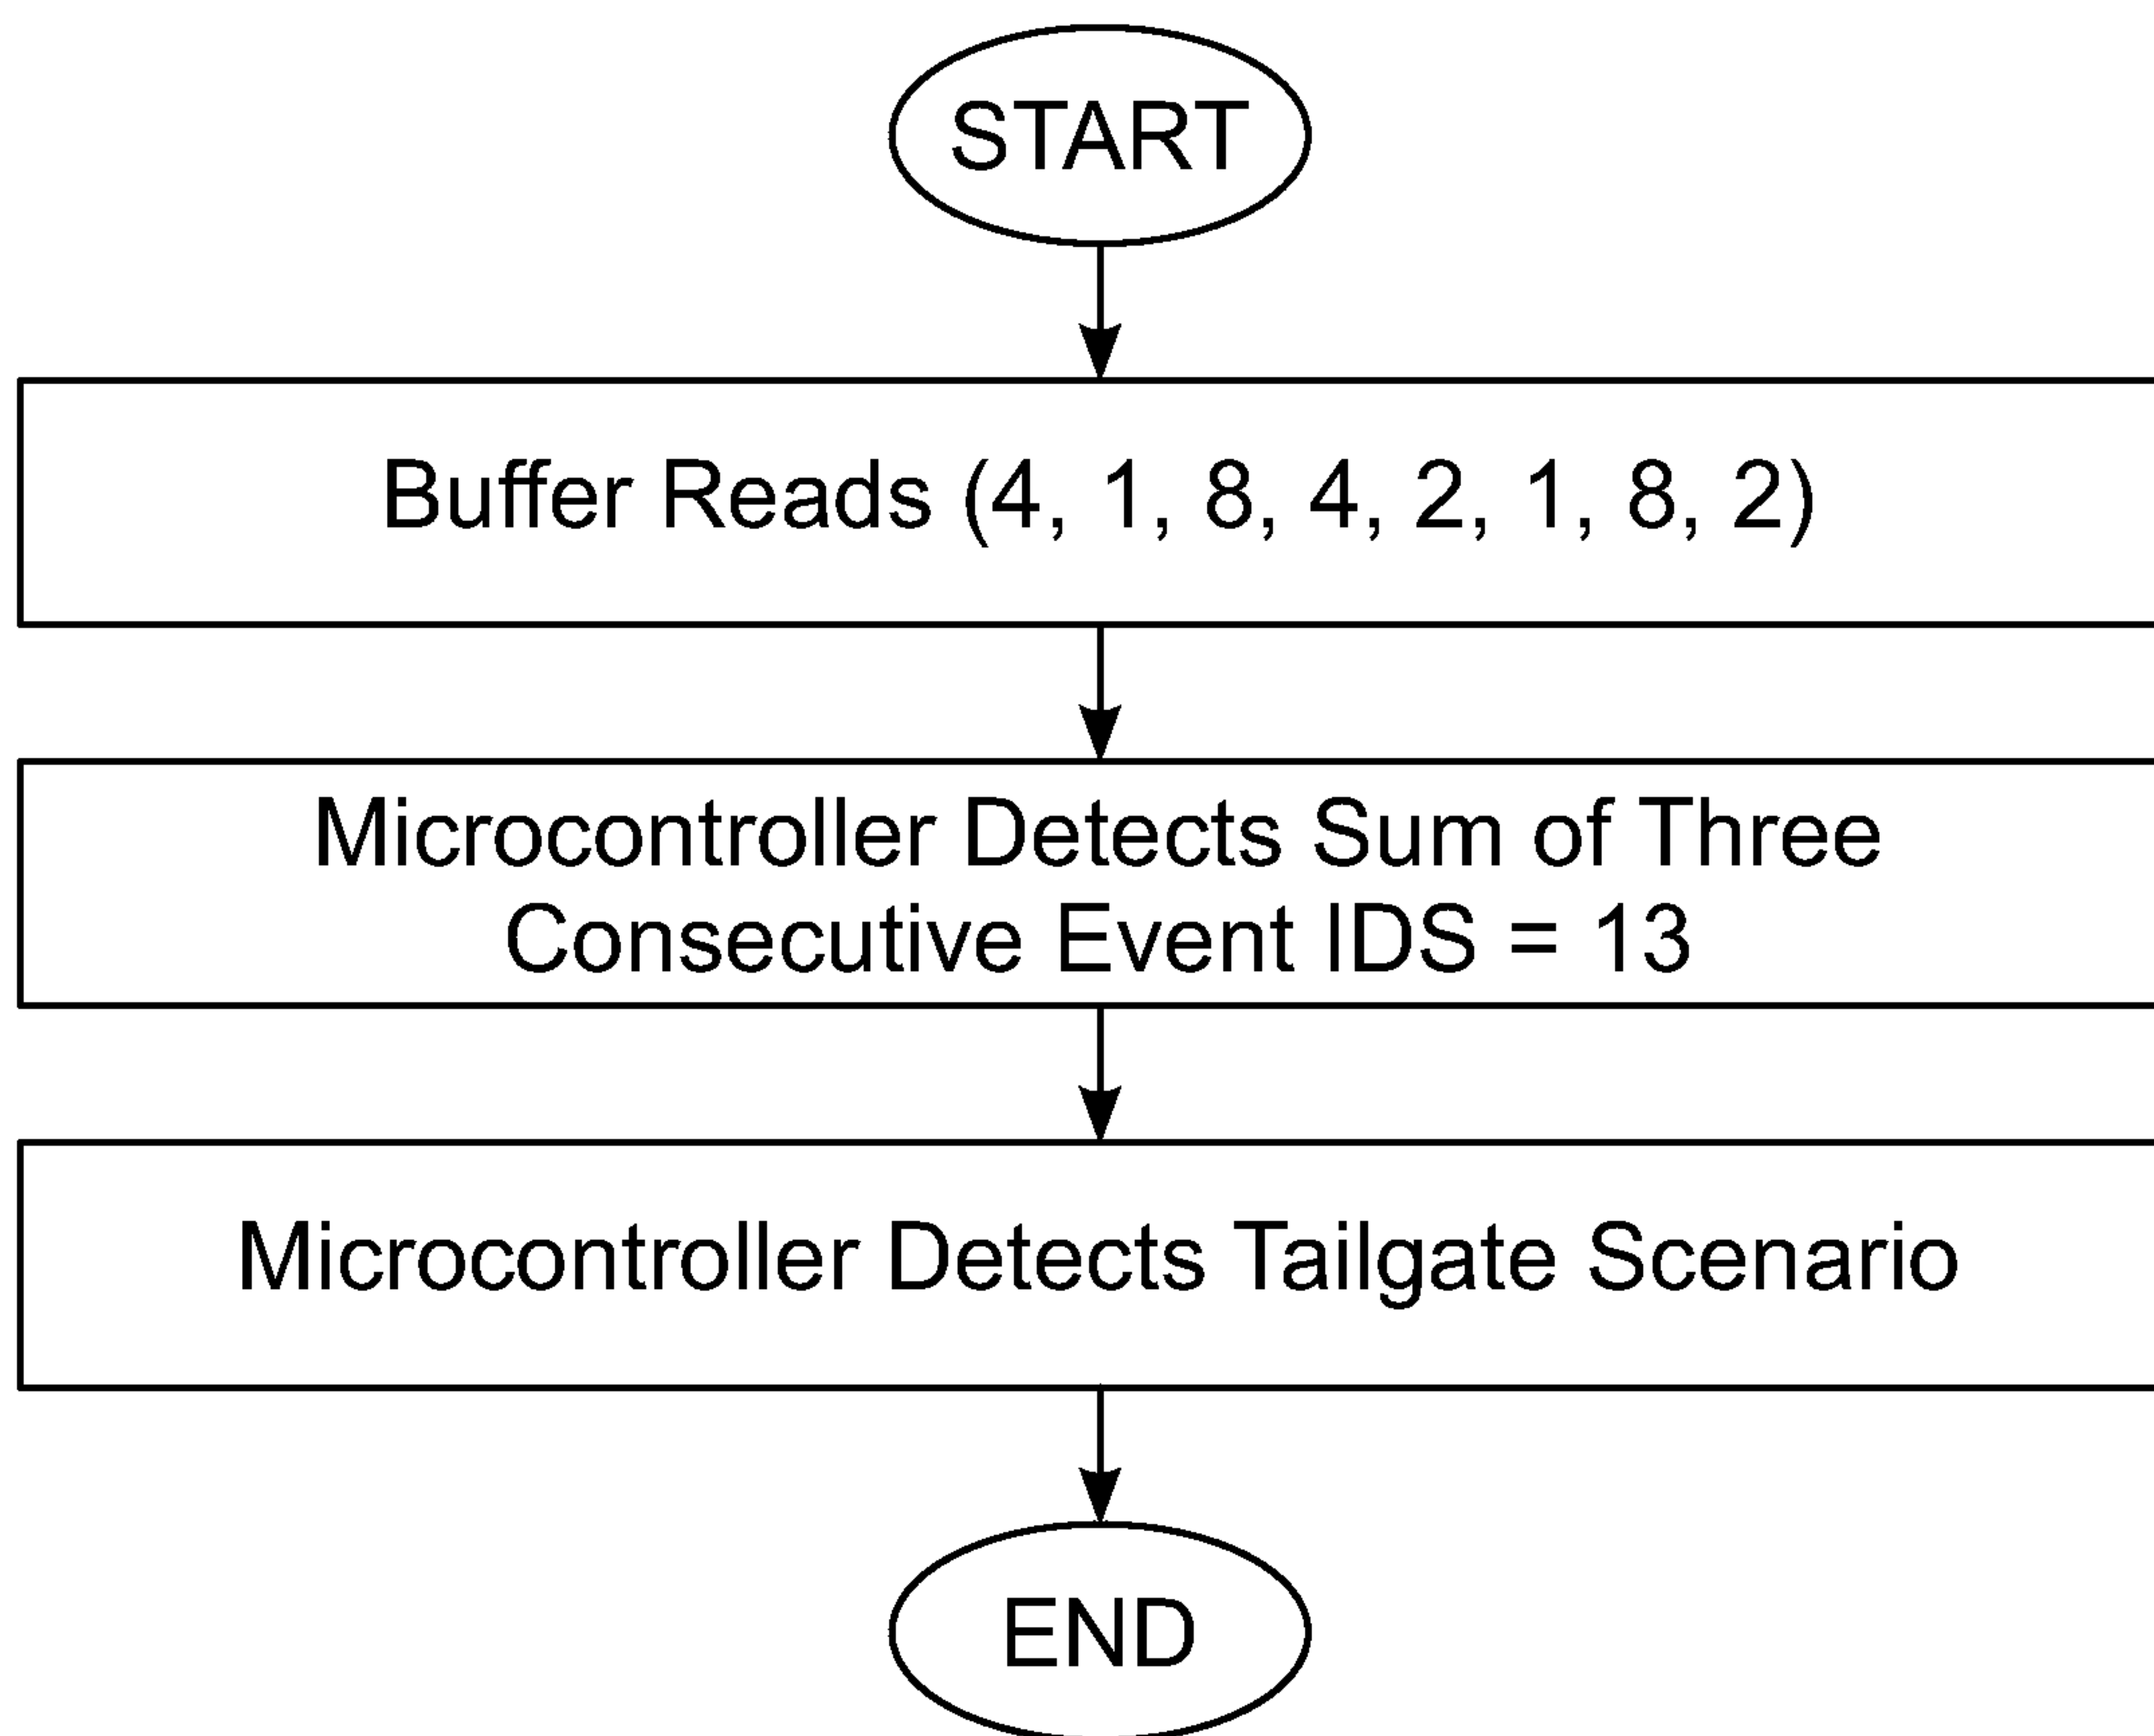 START
Buffer Reads (4, 1, 8, 4, 2, 1, 8, 2)
Microcontroller Detects Sum of Three
Consecutive Event IDS = 13
Microcontroller Detects Tailgate Scenario
END